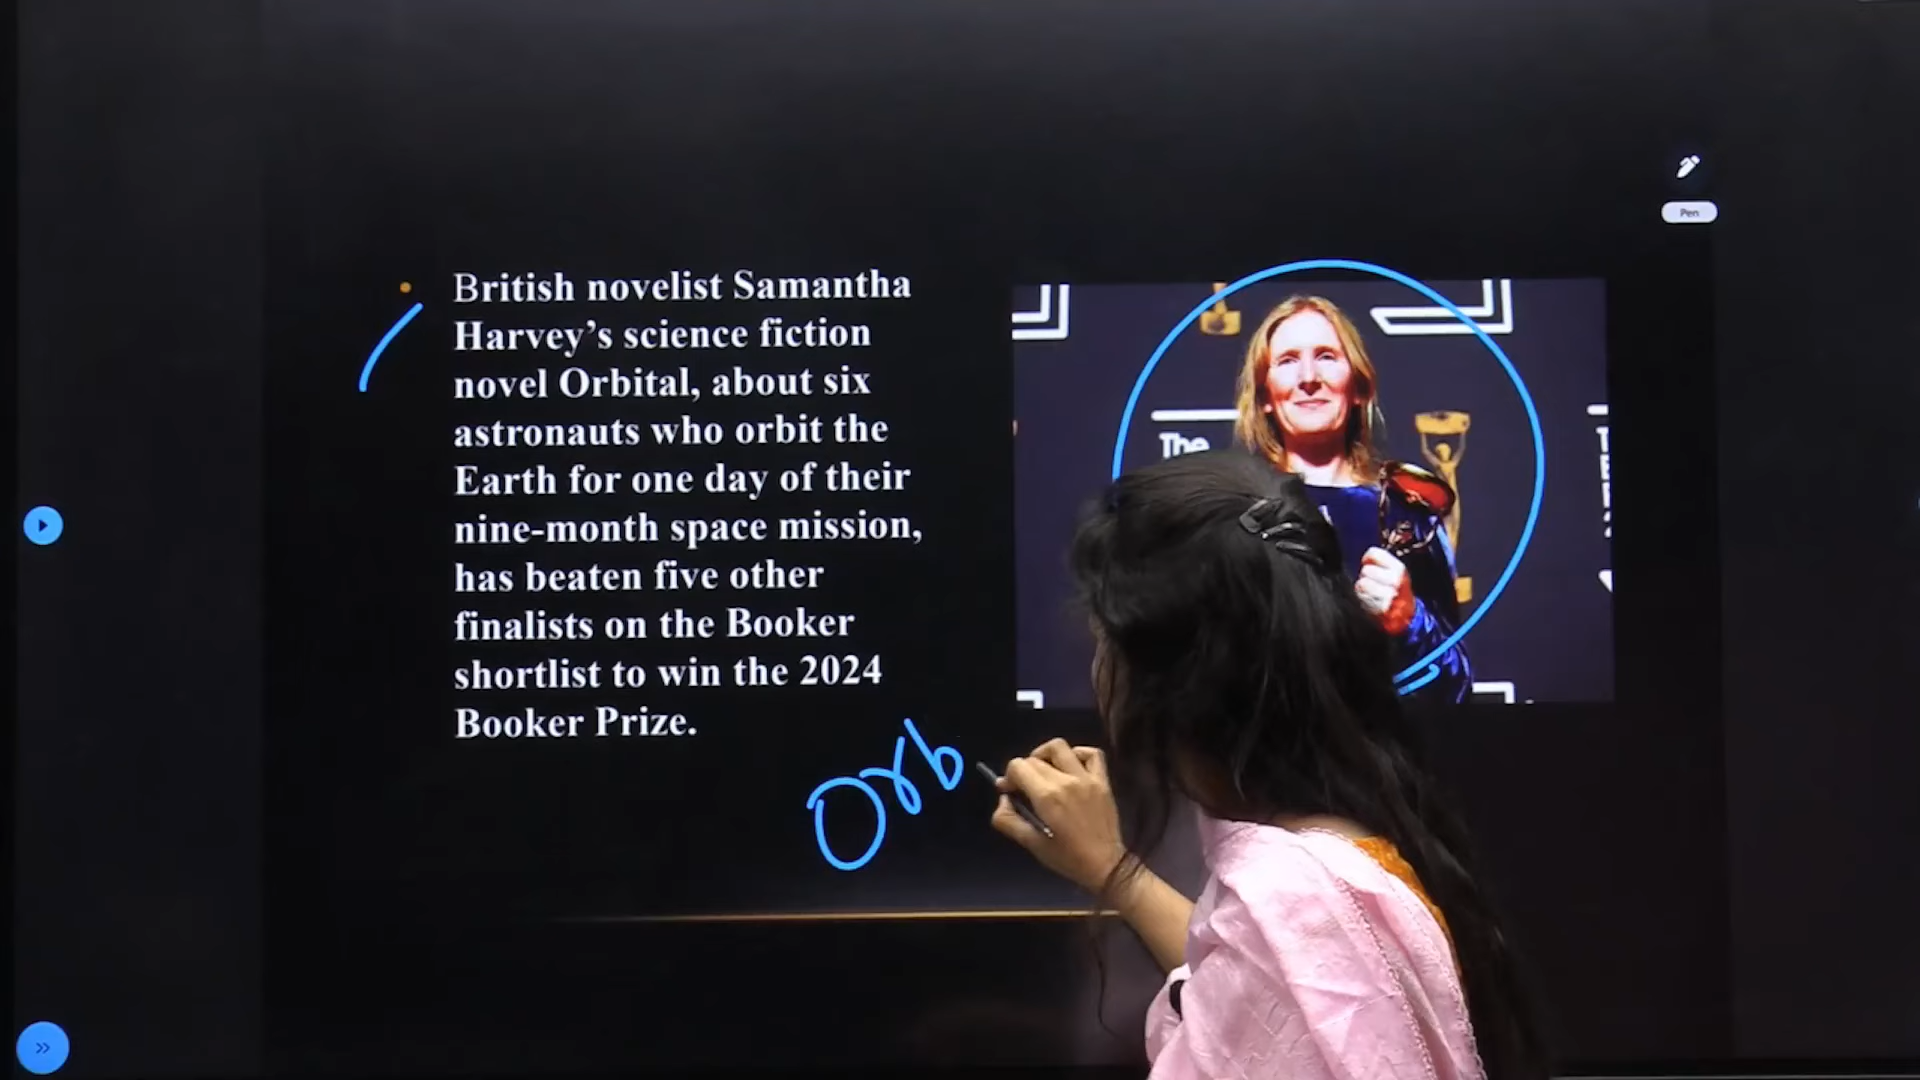 Pen
British novelist Samantha
Harvey’s science fiction
novel Orbital, about six
astronauts who orbit the
Earth for one day of their
nine-month space mission,
has beaten five other
finalists on the Booker
shortlist to win the 2024
Booker Prize.
The
Orb